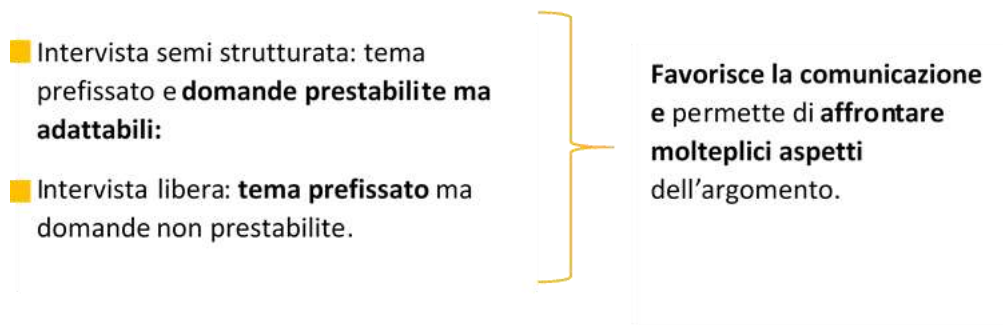 Intervista semi strutturata: tema
prefissato e domande prestabilite ma
adattabili:
Intervista libera: tema prefissato ma
domande non prestabilite.
Favorisce la comunicazione
e permette di affrontare
molteplici aspetti
dell'argomento.